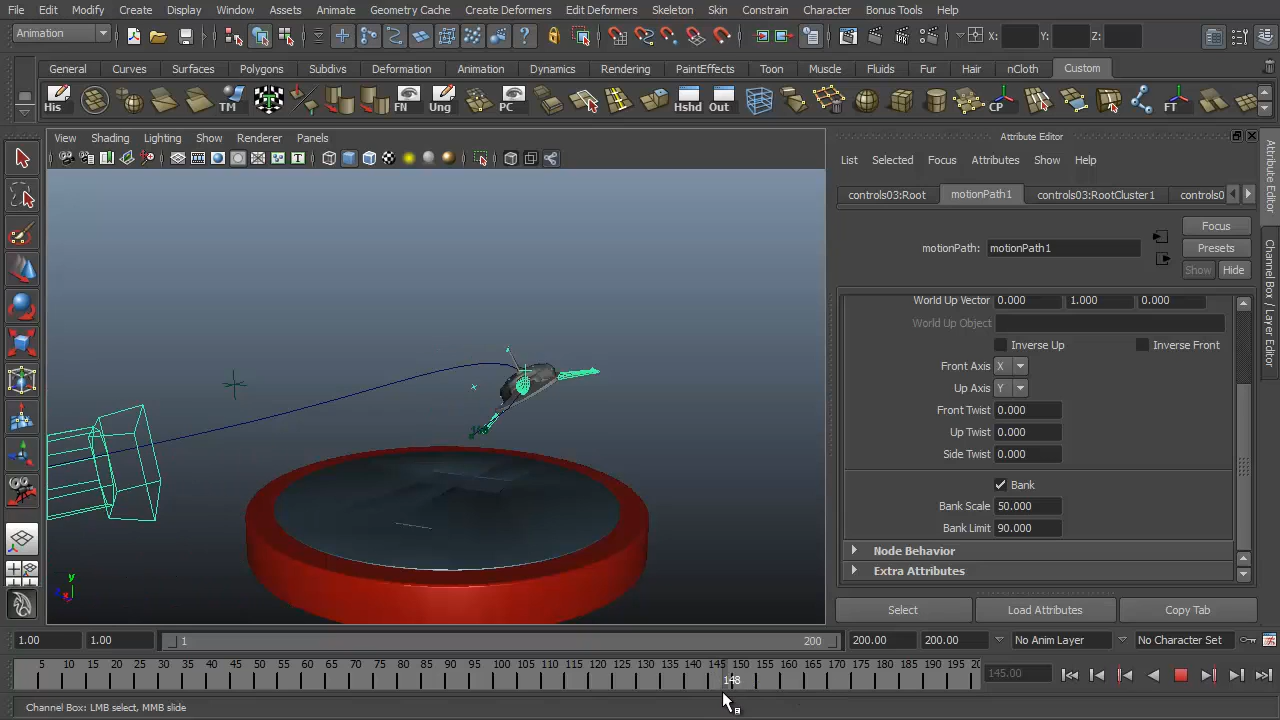 File Edit Modify Create Display Window Assets Animate Geometry Cache Create Deformers Edit Deformers Skeleton Skin Constrain Character Bonus Tools Help
Animation X: Y: Z:
General Curves Surfaces Polygons Subdivs Deformation Animation Dynamics Rendering PaintEffects Toon Muscle Fluids Fur Hair nCloth Custom
His TM FN Ung PC Hshd Out CP FT
View Shading Lighting Show Renderer Panels
Attribute Editor
List Selected Focus Attributes Show Help
controls03:Root motionPath1 controls03:RootCluster1 controls0
Focus
motionPath: motionPath1 Presets
Show Hide
World Up Vector 0.000 1.000 0.000
World Up Object
Inverse Up Inverse Front
Front Axis X
Up Axis Y
Front Twist 0.000
Up Twist 0.000
Side Twist 0.000
Bank
Bank Scale 50.000
Bank Limit 90.000
Node Behavior
Extra Attributes
Select Load Attributes Copy Tab
Attribute Editor
Channel Box / Layer Editor
y
x
1.00 1.00 1 200 200.00 200.00 No Anim Layer No Character Set
5 10 15 20 25 30 35 40 45 50 55 60 65 70 75 80 85 90 95 100 105 110 115 120 125 130 135 140 145 150 155 160 165 170 175 180 185 190 195 20
148 145.00
Channel Box: LMB select, MMB slide